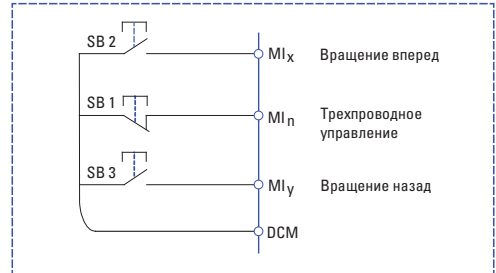 SB 2
MIx
Вращение вперед
SB 1
MIn
Трехпроводное
управление
SB 3
MIy
Вращение назад
DCM